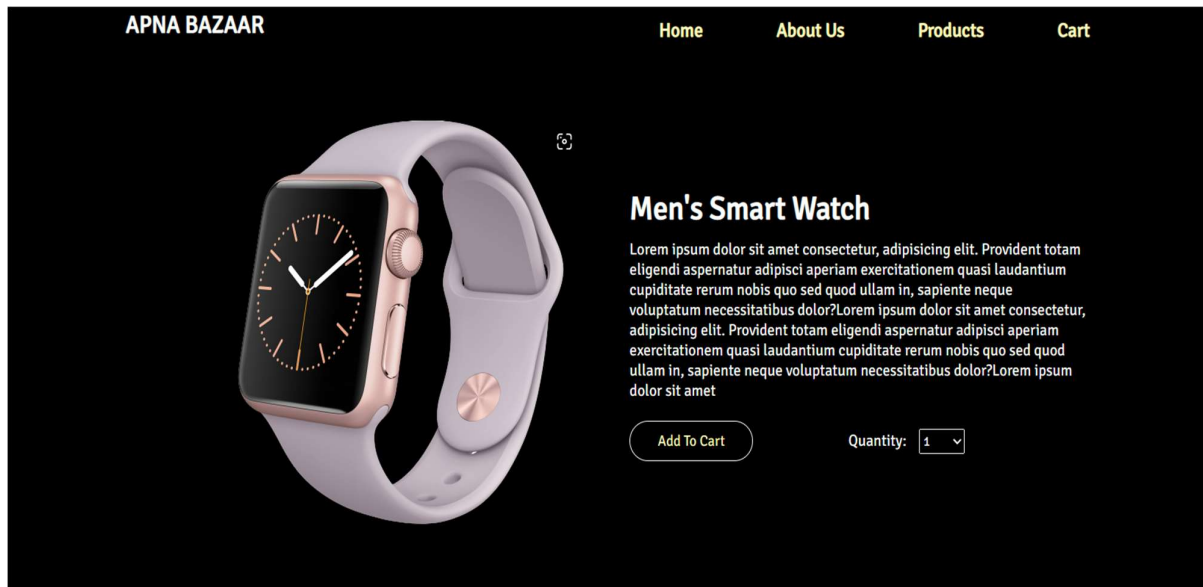 APNA BAZAAR
Home About Us Products Cart
Men's Smart Watch
Lorem ipsum dolor sit amet consectetur, adipisicing elit. Provident totam
eligendi aspernatur adipisci aperiam exercitationem quasi laudantium
cupiditate rerum nobis quo sed quod ullam in, sapiente neque
voluptatum necessitatibus dolor?Lorem ipsum dolor sit amet consectetur,
adipisicing elit. Provident totam eligendi aspernatur adipisci aperiam
exercitationem quasi laudantium cupiditate rerum nobis quo sed quod
ullam in, sapiente neque voluptatum necessitatibus dolor?Lorem ipsum
dolor sit amet
Add To Cart Quantity: 1